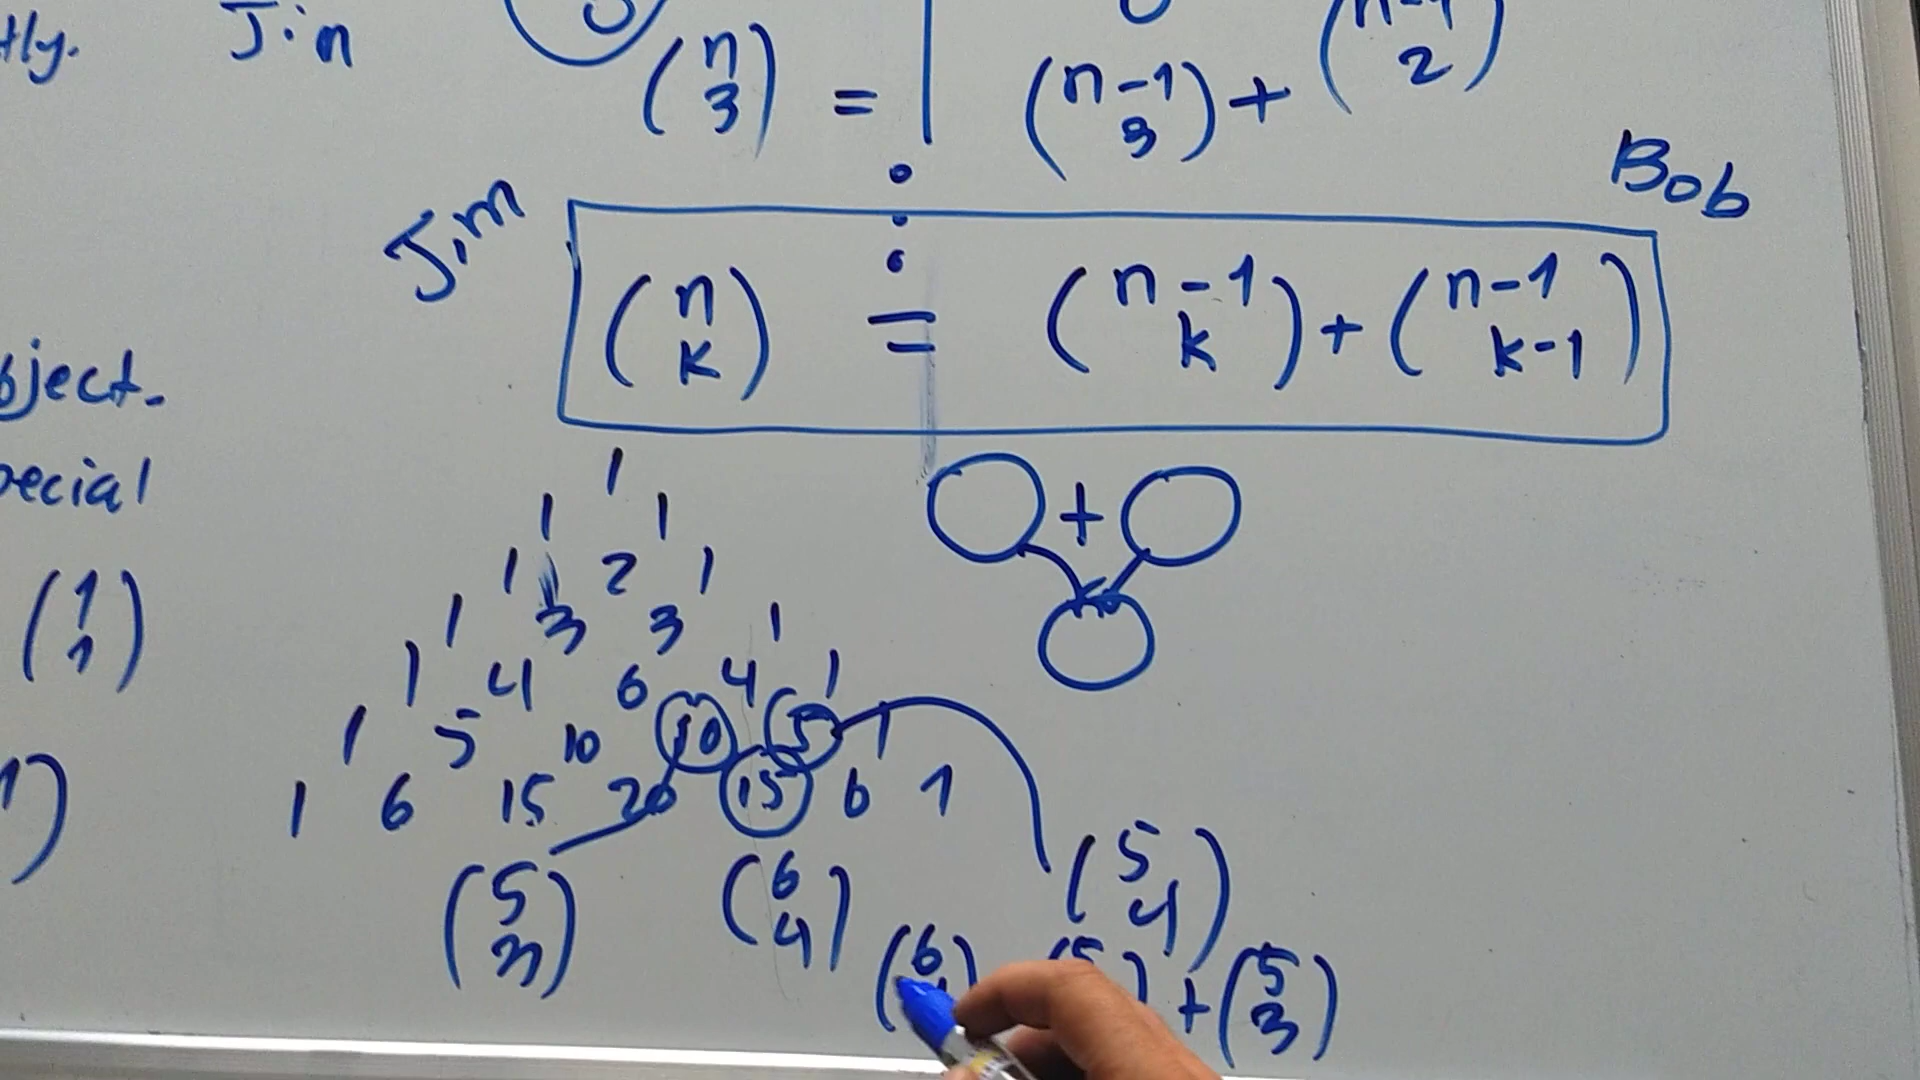 tly. Jin
(n 3) = (n-1 3) + (n-1 2)
Jim Bob
(n k) = (n-1 k) + (n-1 k-1)
bject.
pecial
(1 1)
+
1
1 1
1 2 1
1 3 3 1
1 4 6 4 1
1 5 10 10 5 1
1 6 15 20 15 6 1
(5 3) (6 4) (5 4)
(6 + (5 3)